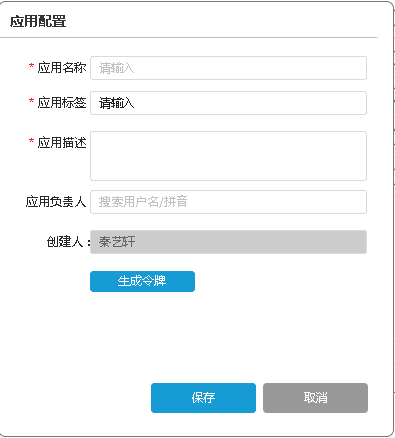 应用配置
* 应用名称 请输入
* 应用标签 请输入
* 应用描述
应用负责人 搜索用户名/拼音
创建人： 秦艺轩
生成令牌
保存 取消